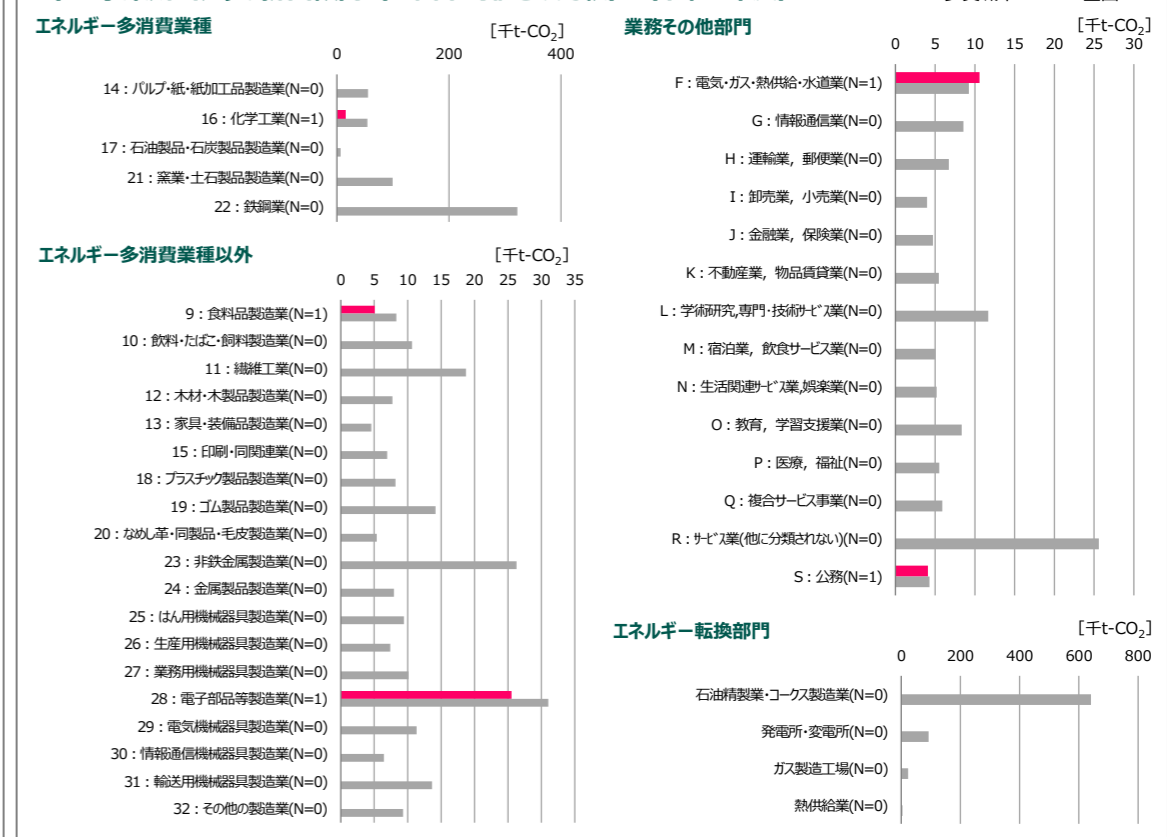 エネルギー多消費業種
[千t-CO2]
0 200 400
14：パルプ・紙・紙加工品製造業(N=0)
16：化学工業(N=1)
17：石油製品・石炭製品製造業(N=0)
21：窯業・土石製品製造業(N=0)
22：鉄鋼業(N=0)
エネルギー多消費業種以外
[千t-CO2]
0 5 10 15 20 25 30 35
9：食料品製造業(N=1)
10：飲料・たばこ・飼料製造業(N=0)
11：繊維工業(N=0)
12：木材・木製品製造業(N=0)
13：家具・装備品製造業(N=0)
15：印刷・同関連業(N=0)
18：プラスチック製品製造業(N=0)
19：ゴム製品製造業(N=0)
20：なめし革・同製品・毛皮製造業(N=0)
23：非鉄金属製造業(N=0)
24：金属製品製造業(N=0)
25：はん用機械器具製造業(N=0)
26：生産用機械器具製造業(N=0)
27：業務用機械器具製造業(N=0)
28：電子部品等製造業(N=1)
29：電気機械器具製造業(N=0)
30：情報通信機械器具製造業(N=0)
31：輸送用機械器具製造業(N=0)
32：その他の製造業(N=0)
業務その他部門
[千t-CO2]
0 5 10 15 20 25 30
F：電気・ガス・熱供給・水道業(N=1)
G：情報通信業(N=0)
H：運輸業，郵便業(N=0)
I：卸売業，小売業(N=0)
J：金融業，保険業(N=0)
K：不動産業，物品賃貸業(N=0)
L：学術研究,専門・技術サービス業(N=0)
M：宿泊業，飲食サービス業(N=0)
N：生活関連サービス業,娯楽業(N=0)
O：教育，学習支援業(N=0)
P：医療，福祉(N=0)
Q：複合サービス事業(N=0)
R：サービス業(他に分類されない)(N=0)
S：公務(N=1)
エネルギー転換部門
[千t-CO2]
0 200 400 600 800
石油精製業・コークス製造業(N=0)
発電所・変電所(N=0)
ガス製造工場(N=0)
熱供給業(N=0)